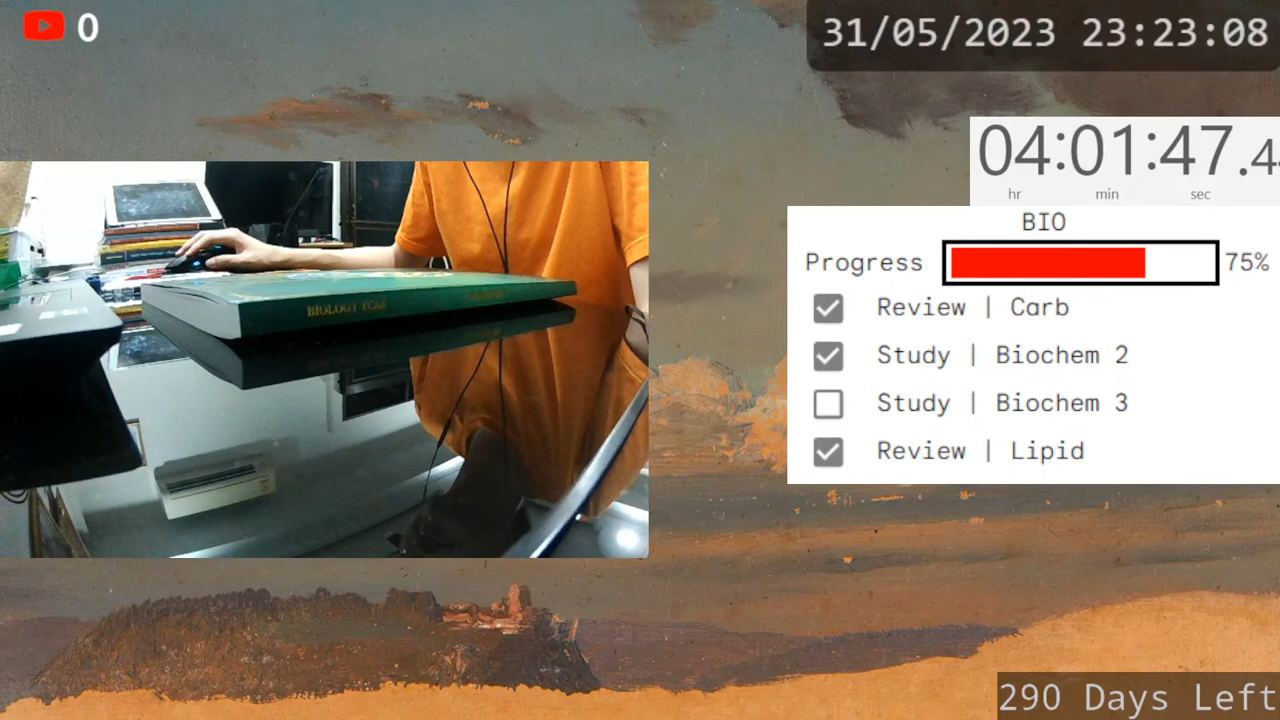 0
31/05/2023 23:23:08
04:01:47.4
hr min sec
BIO
Progress 75%
Review | Carb
Study | Biochem 2
Study | Biochem 3
Review | Lipid
BIOLOGY TCAS
290 Days Left